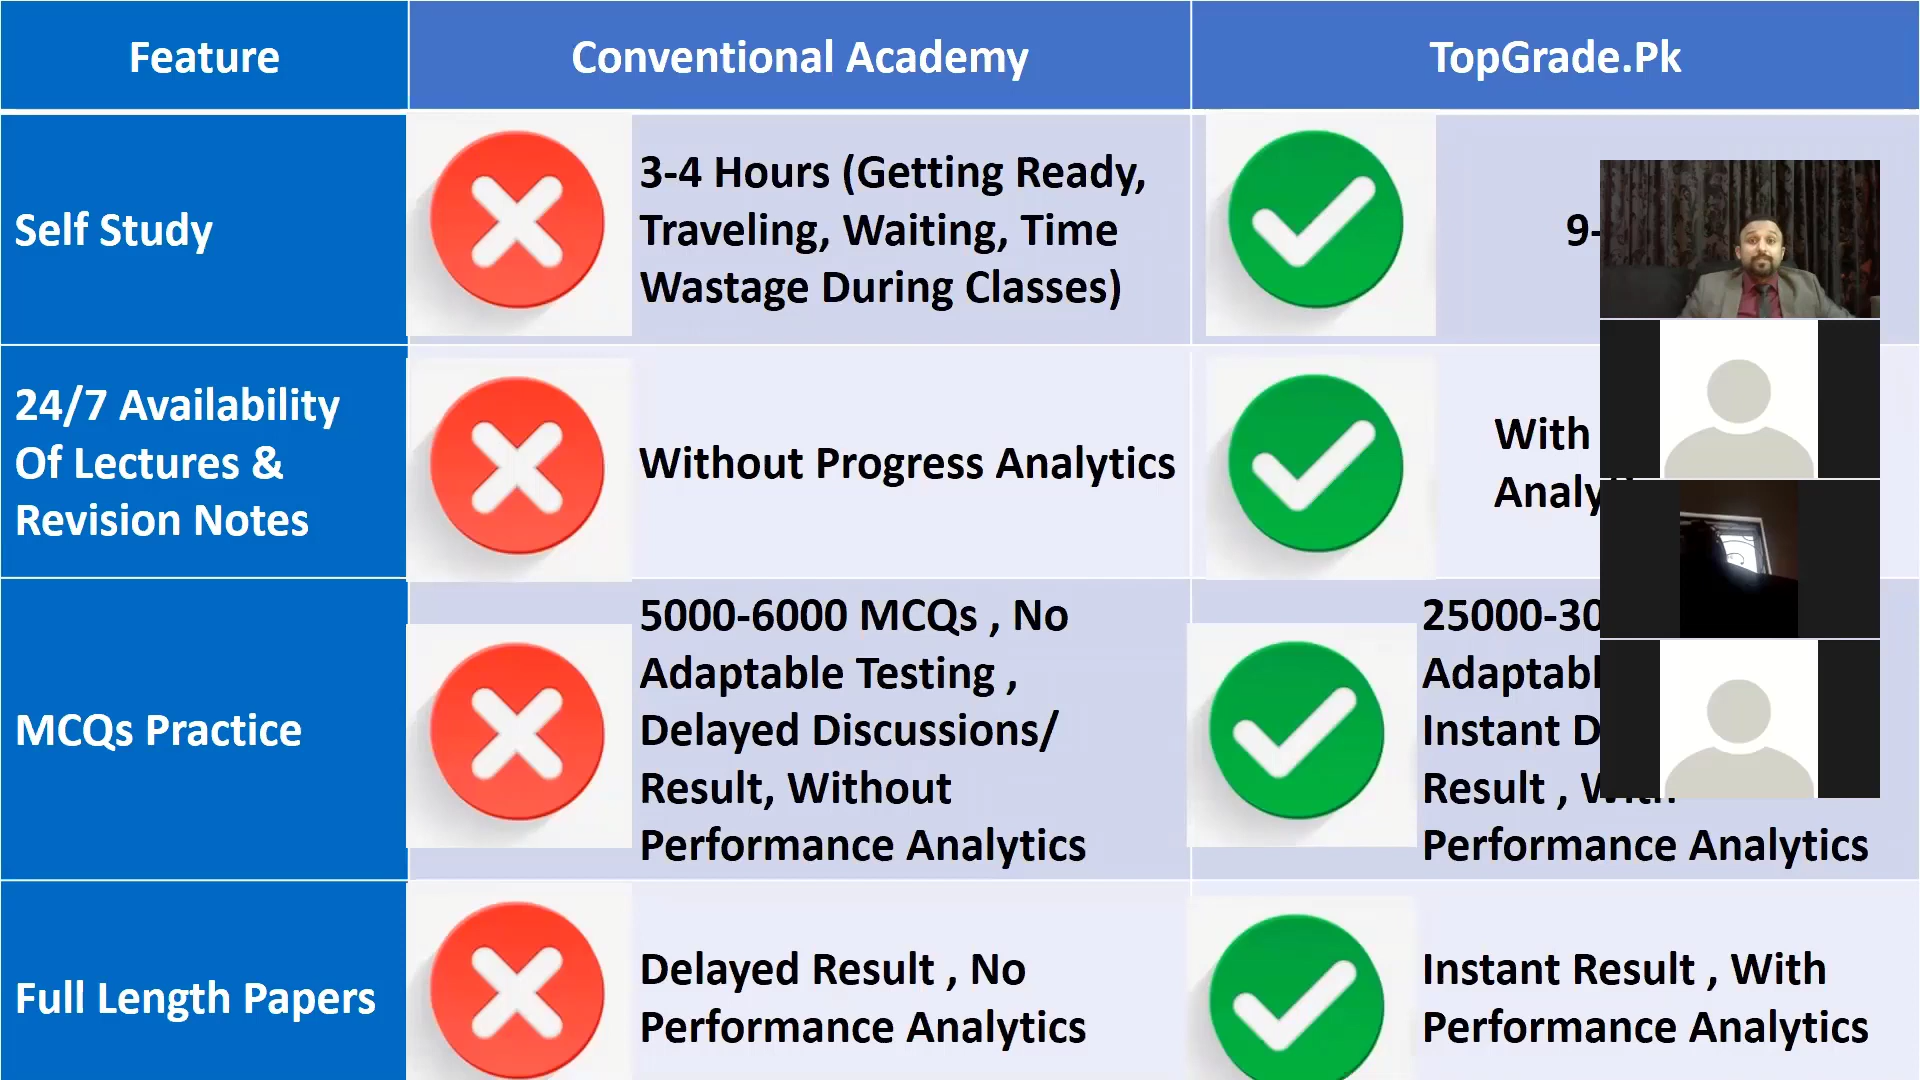 Feature
Conventional Academy
TopGrade.Pk
Self Study
3-4 Hours (Getting Ready,
Traveling, Waiting, Time
Wastage During Classes)
9-
24/7 Availability
Of Lectures &
Revision Notes
Without Progress Analytics
With
MCQs Practice
5000-6000 MCQs , No
Adaptable Testing ,
Delayed Discussions/
Result, Without
Performance Analytics
Instant
Result , With
Performance Analytics
Full Length Papers
Delayed Result , No
Performance Analytics
Instant Result , With
Performance Analytics